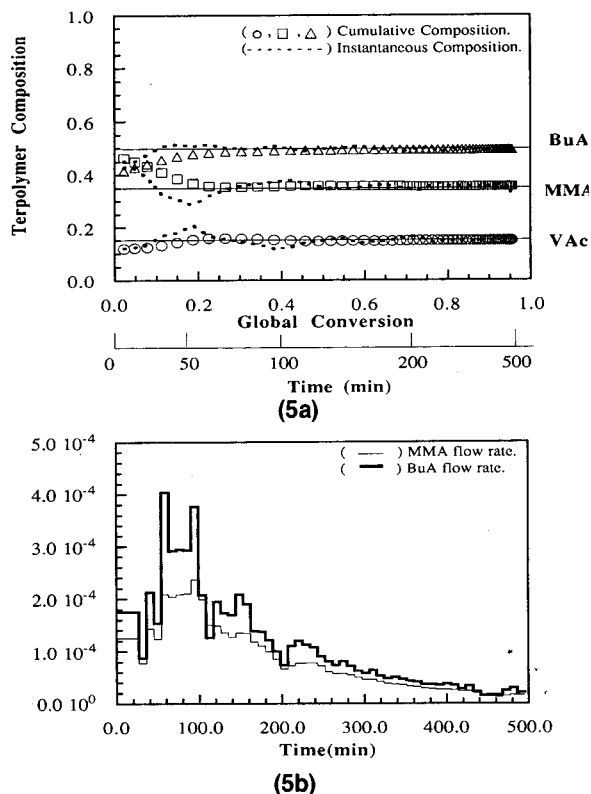 1.0
( ○ , □ , △ ) Cumulative Composition.
(- - - - - - -) Instantaneous Composition.
0.8
Terpolymer Composition
0.6
BuA
0.4
MMA
0.2
VAc
0.0
0.0 0.2 0.4 0.6 0.8 1.0
Global Conversion
0 50 100 200 500
Time (min)
(5a)
5.0 10⁻⁴
( — ) MMA flow rate.
( — ) BuA flow rate.
4.0 10⁻⁴
3.0 10⁻⁴
2.0 10⁻⁴
1.0 10⁻⁴
0.0 10⁰
0.0 100.0 200.0 300.0 400.0 500.0
Time(min)
(5b)